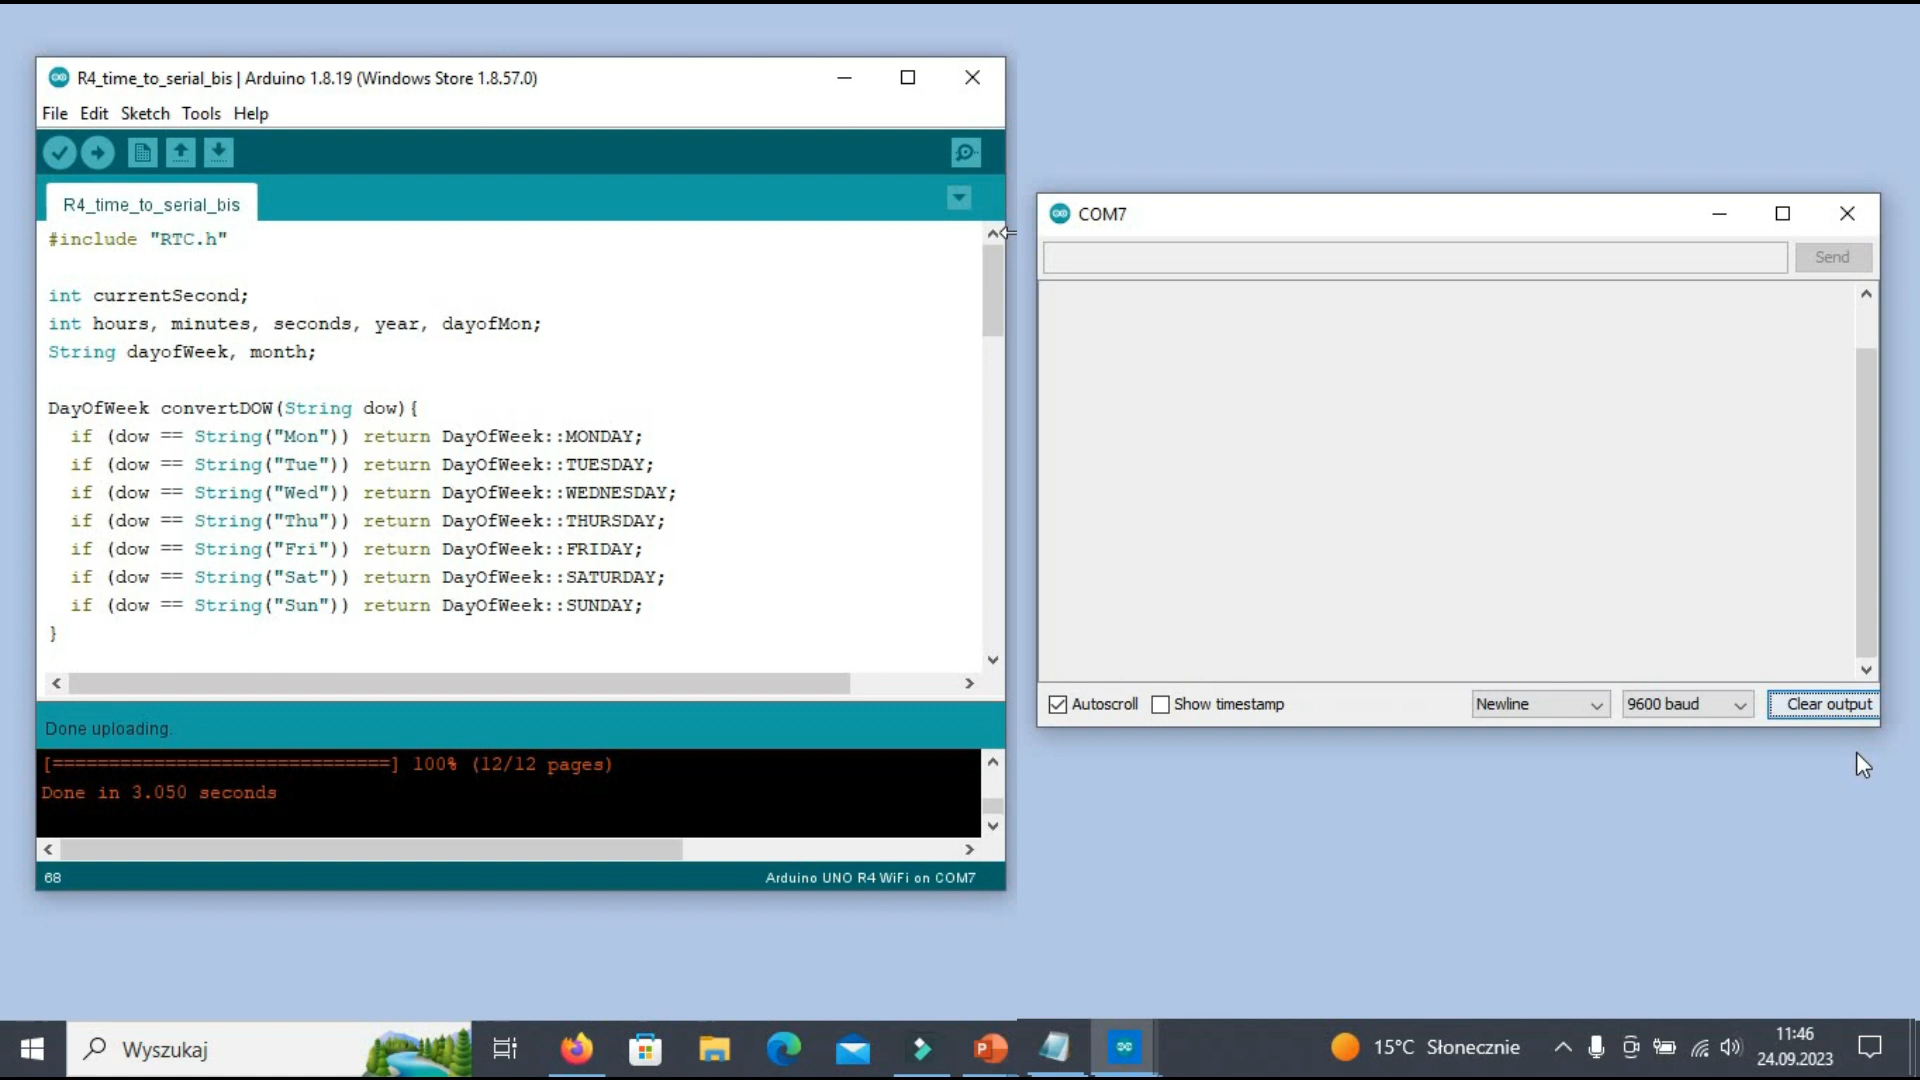 R4_time_to_serial_bis | Arduino 1.8.19 (Windows Store 1.8.57.0)
File Edit Sketch Tools Help
R4_time_to_serial_bis
#include "RTC.h"
int currentSecond;
int hours, minutes, seconds, year, dayofMon;
String dayofWeek, month;
DayOfWeek convertDOW(String dow){
  if (dow == String("Mon")) return DayOfWeek::MONDAY;
  if (dow == String("Tue")) return DayOfWeek::TUESDAY;
  if (dow == String("Wed")) return DayOfWeek::WEDNESDAY;
  if (dow == String("Thu")) return DayOfWeek::THURSDAY;
  if (dow == String("Fri")) return DayOfWeek::FRIDAY;
  if (dow == String("Sat")) return DayOfWeek::SATURDAY;
  if (dow == String("Sun")) return DayOfWeek::SUNDAY;
}
Done uploading.
[==============================] 100% (12/12 pages)
Done in 3.050 seconds
68 Arduino UNO R4 WiFi on COM7
COM7
Send
Autoscroll Show timestamp Newline 9600 baud Clear output
Wyszukaj
15°C Słonecznie
11:46
24.09.2023